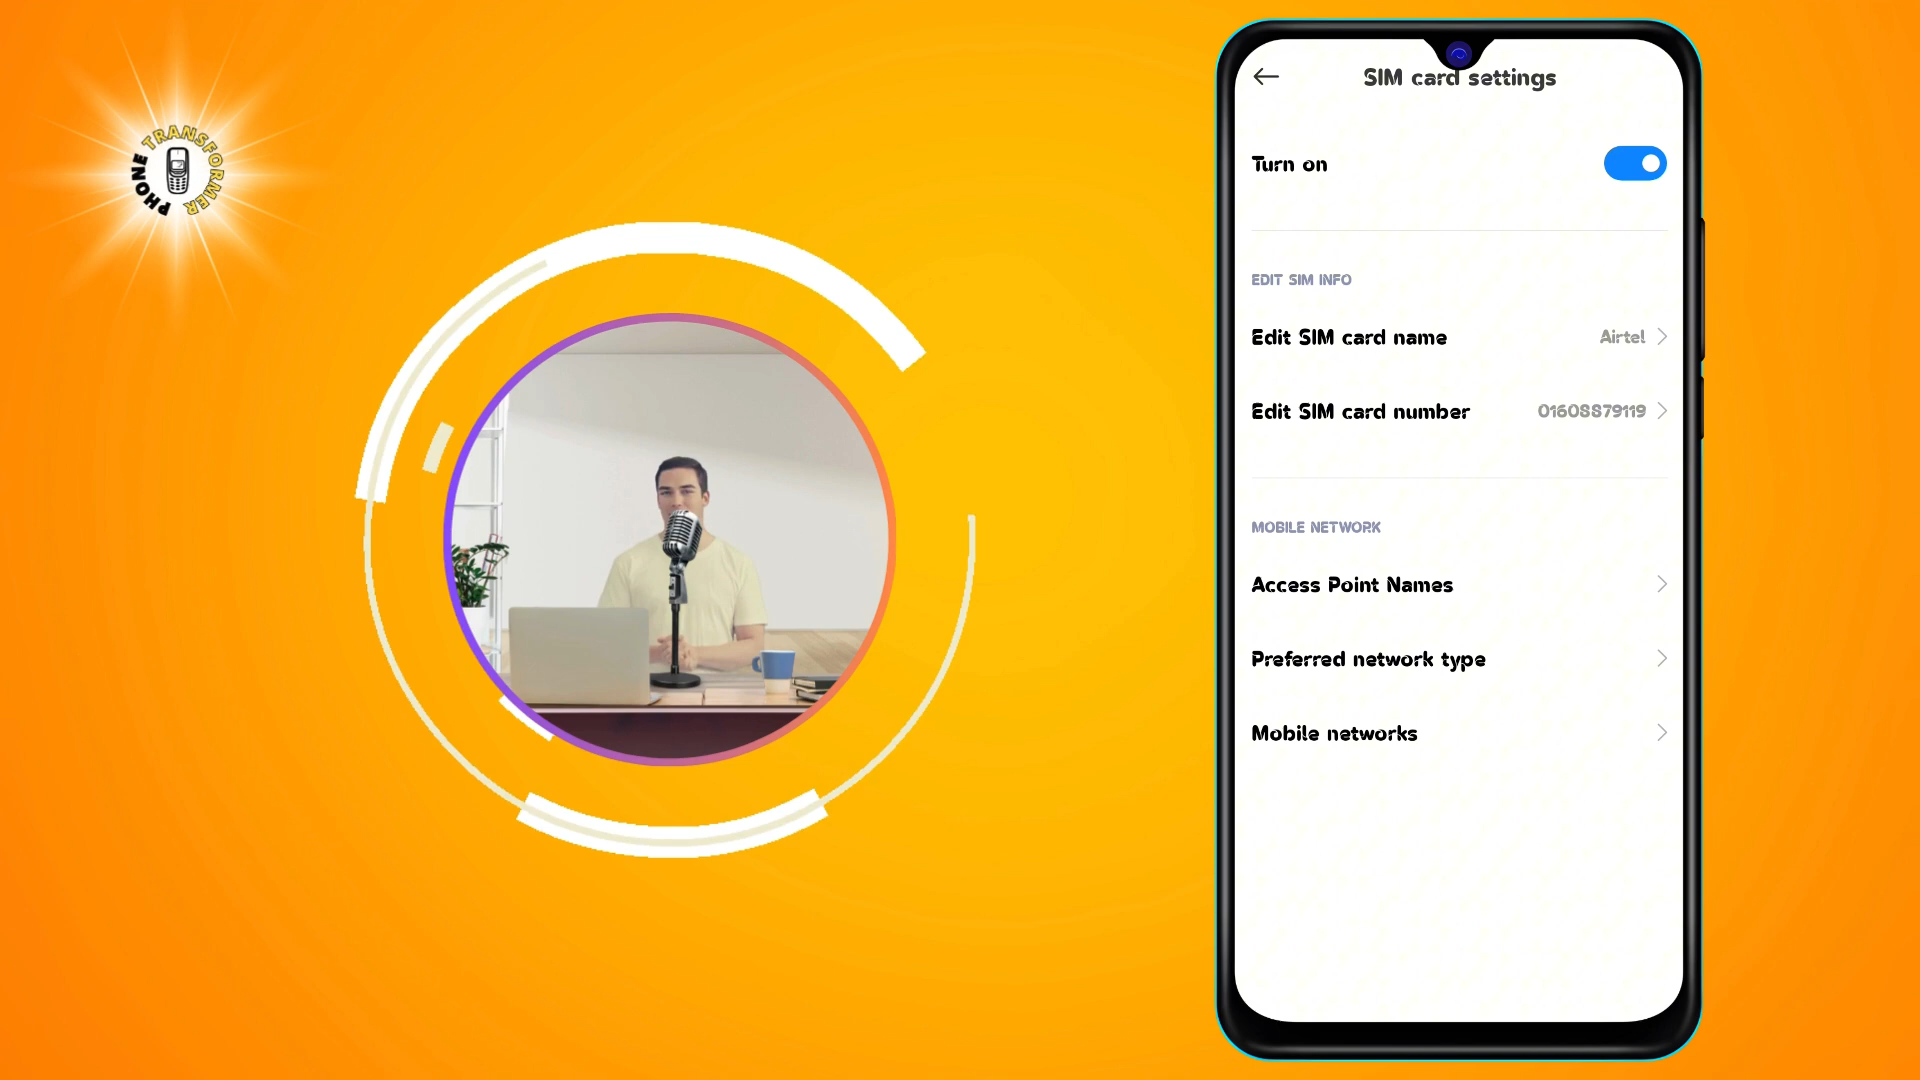 PHONE TRANSFORMER
SIM card settings
Turn on
EDIT SIM INFO
Edit SIM card name Airtel
Edit SIM card number 01608879119
MOBILE NETWORK
Access Point Names
Preferred network type
Mobile networks